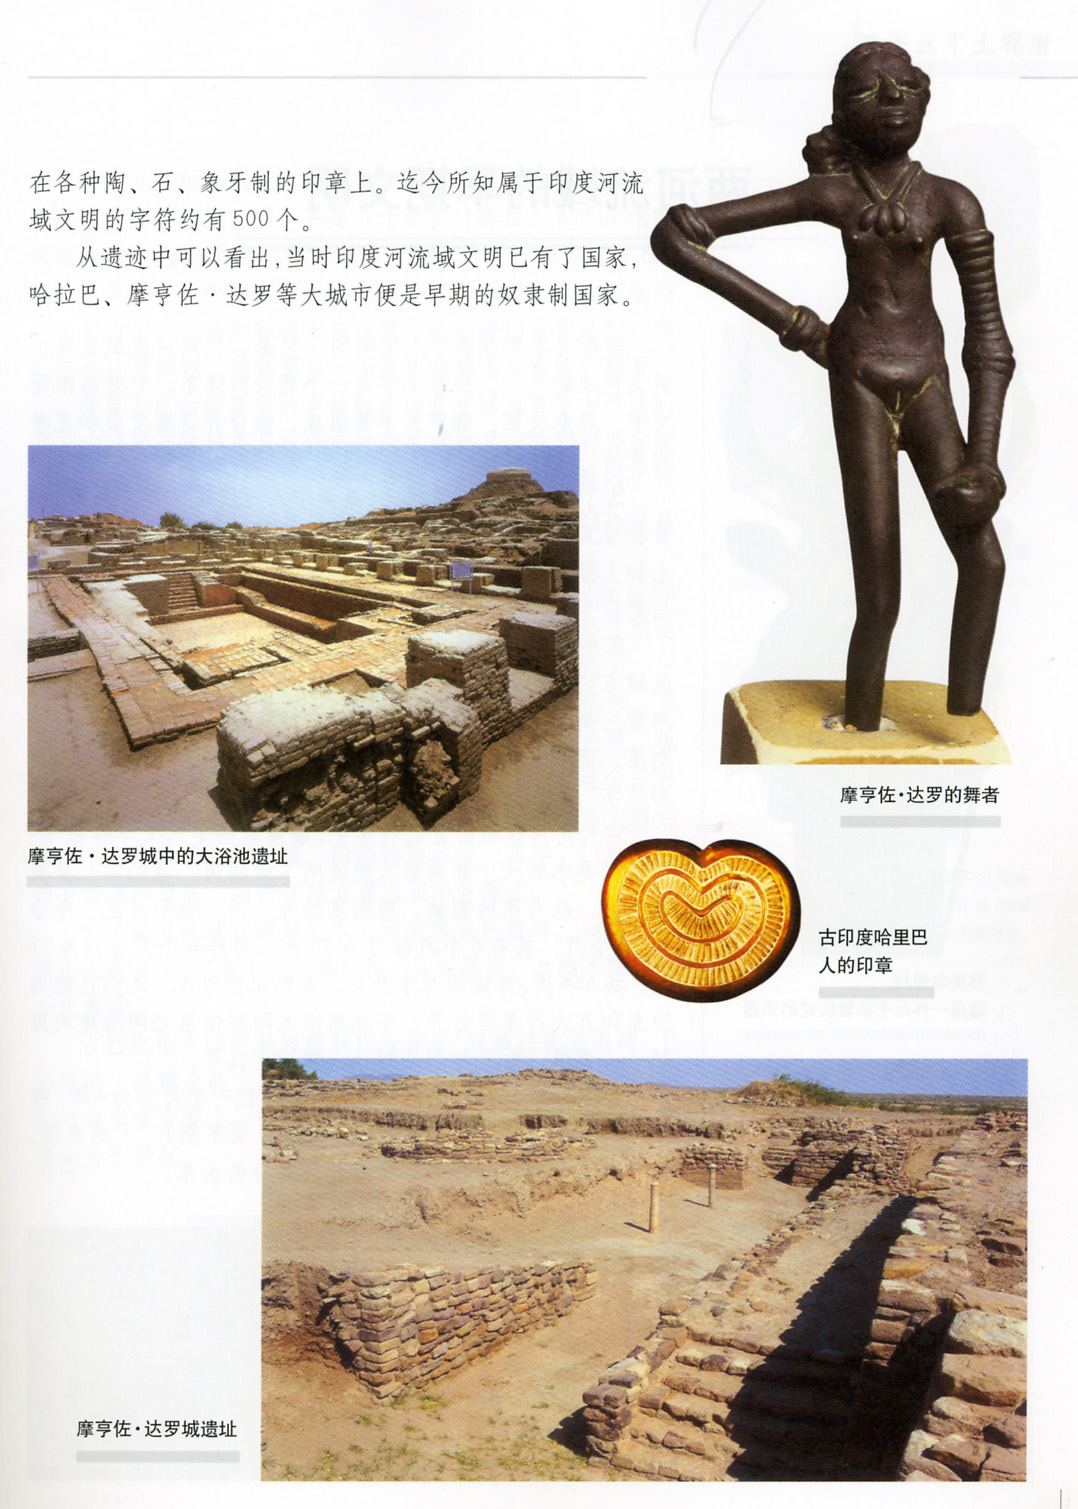 在各种陶、石、象牙制的印章上。迄今所知属于印度河流
域文明的字符约有500个。
从遗迹中可以看出，当时印度河流域文明已有了国家，
哈拉巴、摩亨佐·达罗等大城市便是早期的奴隶制国家。
摩亨佐·达罗的舞者
摩亨佐·达罗城中的大浴池遗址
古印度哈里巴
人的印章
摩亨佐·达罗城遗址